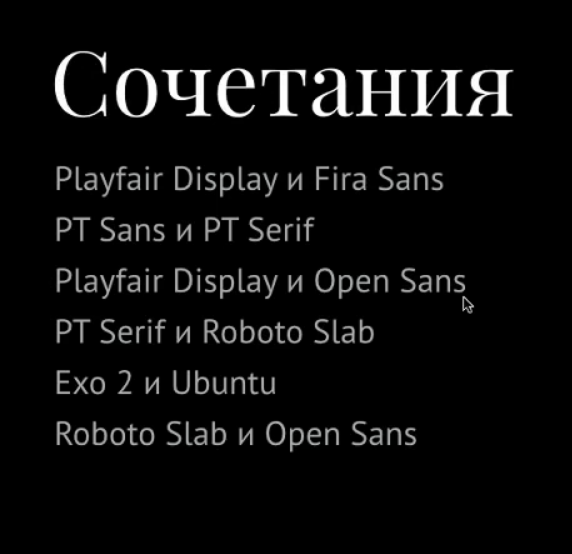 Сочетания
Playfair Display и Fira Sans
PT Sans и PT Serif
Playfair Display и Open Sans
PT Serif и Roboto Slab
Exo 2 и Ubuntu
Roboto Slab и Open Sans